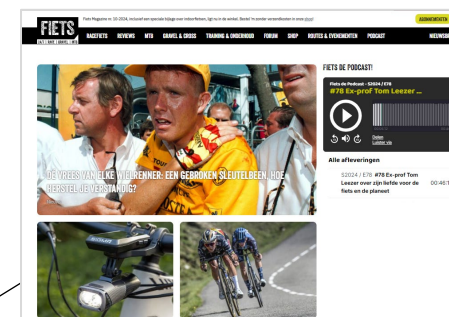 Fiets Magazine nr. 20-2024, inclusief een speciale bijlage over indoorfietsen, ligt nu in de winkel. Bestel 'm zonder verzendkosten in onze shop!
ABONNEMENTEN
FIETS
RACEFIETS REVIEWS MTB GRAVEL & CROSS TRAINING & ONDERHOUD FORUM SHOP ROUTES & EVENEMENTEN PODCAST
FIETS DE PODCAST!
Fiets de Podcast - S2024 / E78
#78 Ex-prof Tom Leezer ...
Delen
Luister via
DE VREES VAN ELKE WIELRENNER: EEN GEBROKEN SLEUTELBEEN, HOE
HERSTEL JE VERSTANDIG?
Alle afleveringen
S2024 / E78 #78 Ex-prof Tom
Leezer over zijn liefde voor de
fiets en de planeet